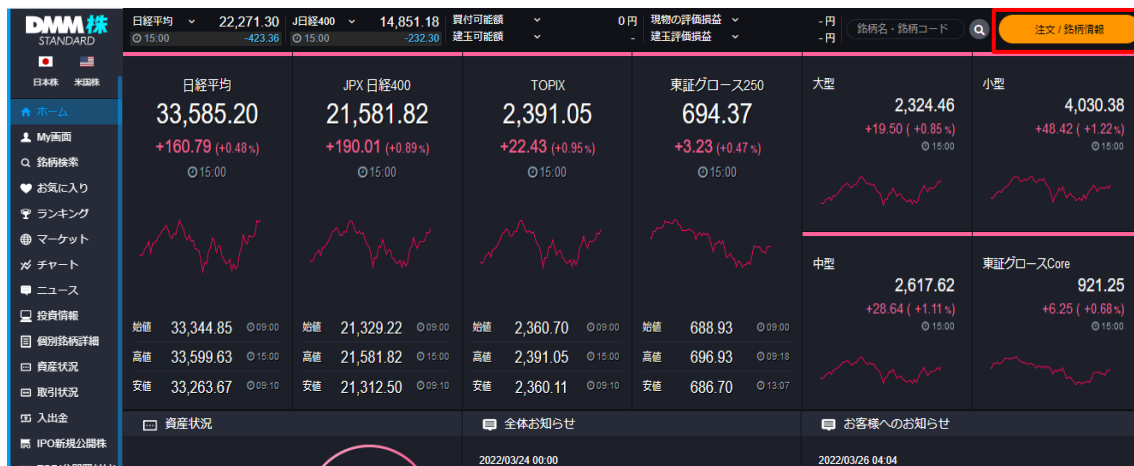 DMM株
STANDARD
日本株 米国株
日経平均 22,271.30
15:00 -423.36
J日経400 14,851.18
15:00 -232.30
買付可能額 0円
建玉可能額 -
現物の評価損益 -円
建玉評価損益 -円
銘柄名・銘柄コード
注文 / 銘柄情報
ホーム
My画面
銘柄検索
お気に入り
ランキング
マーケット
チャート
ニュース
投資情報
個別銘柄詳細
資産状況
取引状況
入出金
IPO新規公開株
日経平均
33,585.20
+160.79 (+0.48%)
15:00
始値 33,344.85 09:00
高値 33,599.63 15:00
安値 33,263.67 09:10
JPX 日経400
21,581.82
+190.01 (+0.89%)
15:00
始値 21,329.22 09:00
高値 21,581.82 15:00
安値 21,312.50 09:10
TOPIX
2,391.05
+22.43 (+0.95%)
15:00
始値 2,360.70 09:00
高値 2,391.05 15:00
安値 2,360.11 09:10
東証グロース250
694.37
+3.23 (+0.47%)
15:00
始値 688.93 09:00
高値 696.93 09:18
安値 686.70 13:07
大型
2,324.46
+19.50 ( +0.85%)
15:00
小型
4,030.38
+48.42 ( +1.22%)
15:00
中型
2,617.62
+28.64 ( +1.11%)
15:00
東証グロースCore
921.25
+6.25 ( +0.68%)
15:00
資産状況
全体お知らせ
2022/03/24 00:00
お客様へのお知らせ
2022/03/26 04:04